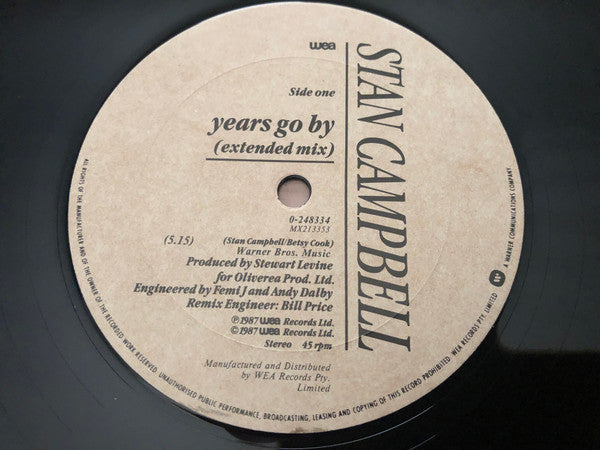 wea
STAN CAMPBELL
Side one
years go by
(extended mix)
0-248334
MX213353
(5.15)
(Stan Campbell/Betsy Cook)
Warner Bros. Music
Produced by Stewart Levine
for Oliverea Prod. Ltd.
Engineered by Femi J and Andy Dalby
Remix Engineer: Bill Price
℗ 1987 wea Records Ltd.
© 1987 wea Records Ltd.
Stereo 45 rpm
Manufactured and Distributed
by WEA Records Pty.
Limited
ALL RIGHTS OF THE MANUFACTURER AND OF THE OWNER OF THE RECORDED WORK RESERVED. UNAUTHORISED PUBLIC PERFORMANCE, BROADCASTING, LEASING AND COPYING OF THIS RECORD PROHIBITED · WEA RECORDS PTY. LIMITED
A WARNER COMMUNICATIONS COMPANY.